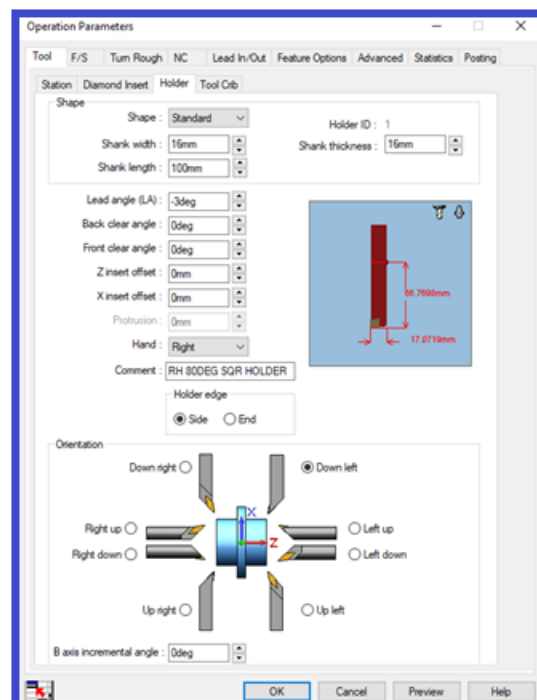 Operation Parameters
Tool F/S Turn Rough NC Lead In/Out Feature Options Advanced Statistics Posting
Station Diamond Insert Holder Tool Crib
Shape
Shape : Standard
Holder ID : 1
Shank width : 16mm
Shank thickness : 16mm
Shank length : 100mm
Lead angle (LA) : -3deg
Back clear angle : 0deg
Front clear angle : 0deg
Z insert offset : 0mm
X insert offset : 0mm
Protrusion : 0mm
Hand : Right
Comment : RH 80DEG SQR HOLDER
66.7698mm
17.0719mm
Holder edge
Side End
Orientation
Down right Down left
X
Right up Left up
Z
Right down Left down
Up right Up left
B axis incremental angle : 0deg
OK Cancel Preview Help